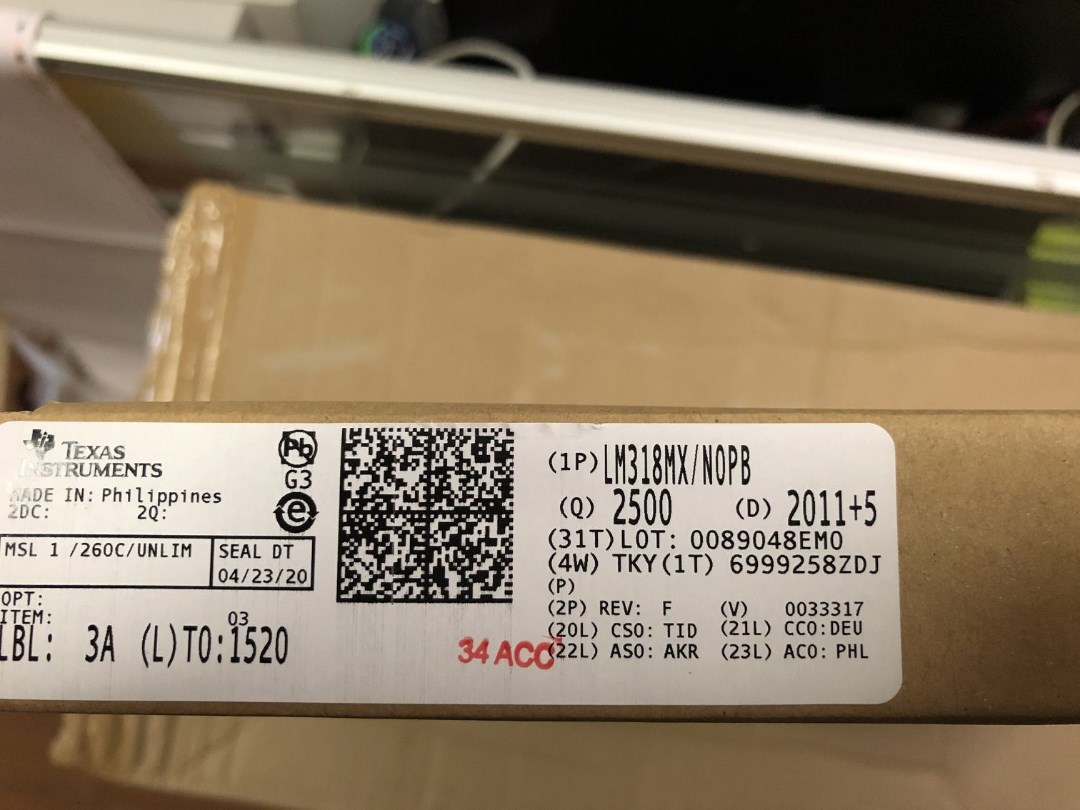 TEXAS
INSTRUMENTS
MADE IN: Philippines
2DC: 2Q:
MSL 1 /260C/UNLIM
SEAL DT
04/23/20
OPT:
ITEM: 03
LBL: 3A (L)TO:1520
Pb
G3
e
34 ACC
(1P) LM318MX/NOPB
(Q) 2500 (D) 2011+5
(31T)LOT: 0089048EM0
(4W) TKY(1T) 6999258ZDJ
(P)
(2P) REV: F (V) 0033317
(20L) CSO: TID (21L) CCO:DEU
(22L) ASO: AKR (23L) ACO: PHL